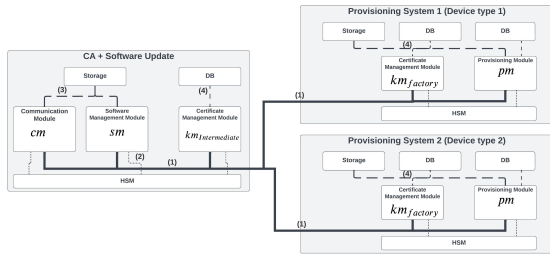 CA + Software Update
Storage
DB
(3)
(4)
Communication
Module
cm
Software
Management Module
sm
Certificate
Management Module
km_Intermediate
(2)
(1)
HSM
Provisioning System 1 (Device type 1)
Storage
DB
DB
(4)
Certificate
Management Module
km_factory
Provisioning Module
pm
(1)
HSM
Provisioning System 2 (Device type 2)
Storage
DB
DB
(4)
Certificate
Management Module
km_factory
Provisioning Module
pm
(1)
HSM